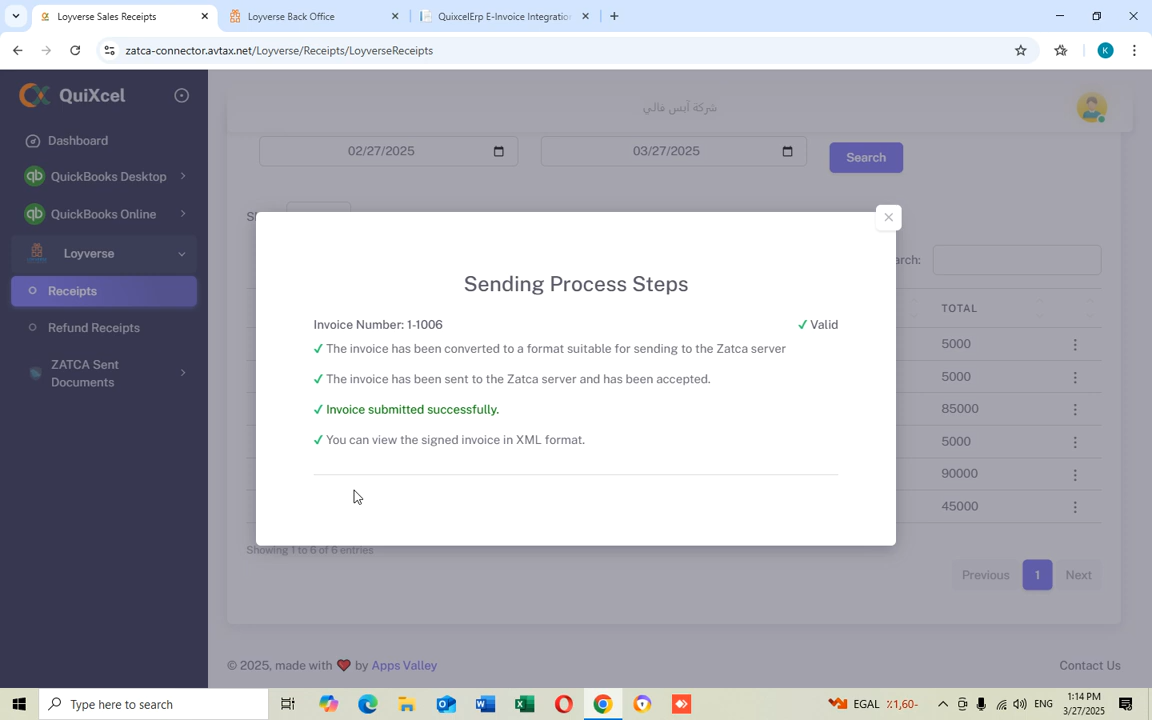 Loyverse Sales Receipts
Loyverse Back Office
QuixcelErp E-Invoice Integration
zatca-connector.avtax.net/Loyverse/Receipts/LoyverseReceipts
K
QuiXcel
شركة آبس فالي
Dashboard
02/27/2025
03/27/2025
Search
qb QuickBooks Desktop
qb QuickBooks Online
Loyverse
Receipts
Refund Receipts
ZATCA Sent
Documents
TOTAL
5000
5000
85000
5000
90000
45000
Sending Process Steps
Invoice Number: 1-1006
Valid
The invoice has been converted to a format suitable for sending to the Zatca server
The invoice has been sent to the Zatca server and has been accepted.
Invoice submitted successfully.
You can view the signed invoice in XML format.
Showing 1 to 6 of 6 entries
Previous
1
Next
© 2025, made with ❤ by Apps Valley
Contact Us
Type here to search
EGAL ٪1,60-
ENG
1:14 PM
3/27/2025